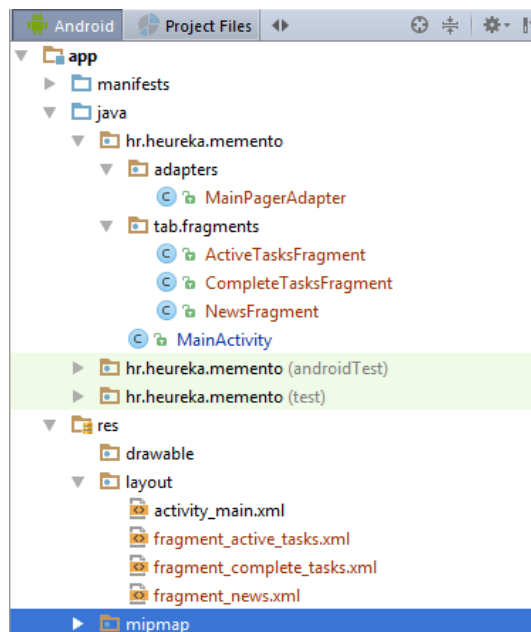 Android Project Files
app
manifests
java
hr.heureka.memento
adapters
MainPagerAdapter
tab.fragments
ActiveTasksFragment
CompleteTasksFragment
NewsFragment
MainActivity
hr.heureka.memento (androidTest)
hr.heureka.memento (test)
res
drawable
layout
activity_main.xml
fragment_active_tasks.xml
fragment_complete_tasks.xml
fragment_news.xml
mipmap